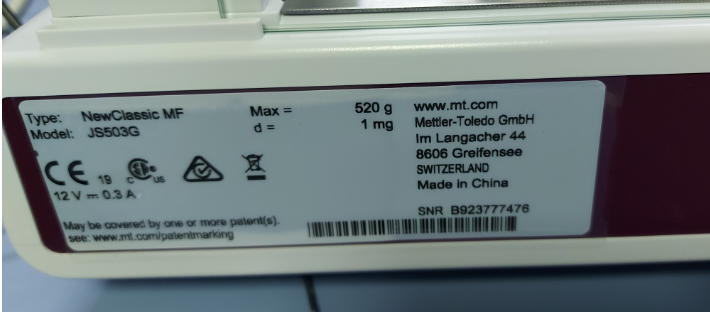 Type: NewClassic MF Max = 520 g
Model: JS503G d = 1 mg
www.mt.com
Mettler-Toledo GmbH
Im Langacher 44
8606 Greifensee
SWITZERLAND
Made in China
CE 19 C US
12 V ⎓ 0.3 A
May be covered by one or more patent(s).
see: www.mt.com/patentmarking
SNR B923777476